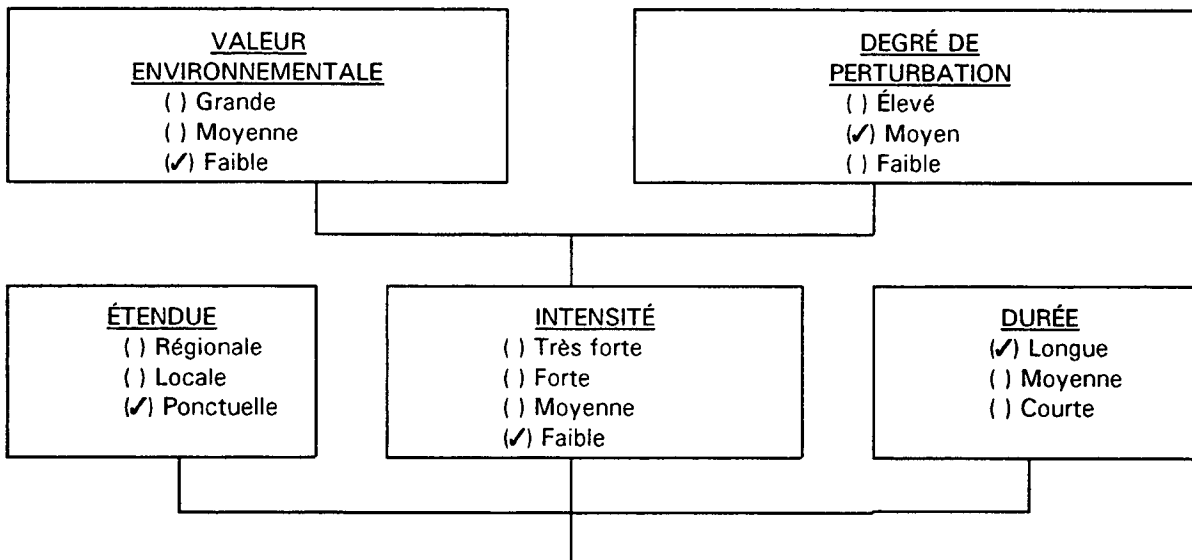 VALEUR
ENVIRONNEMENTALE
( ) Grande
( ) Moyenne
(✓) Faible
DEGRÉ DE
PERTURBATION
( ) Élevé
(✓) Moyen
( ) Faible
ÉTENDUE
( ) Régionale
( ) Locale
(✓) Ponctuelle
INTENSITÉ
( ) Très forte
( ) Forte
( ) Moyenne
(✓) Faible
DURÉE
(✓) Longue
( ) Moyenne
( ) Courte